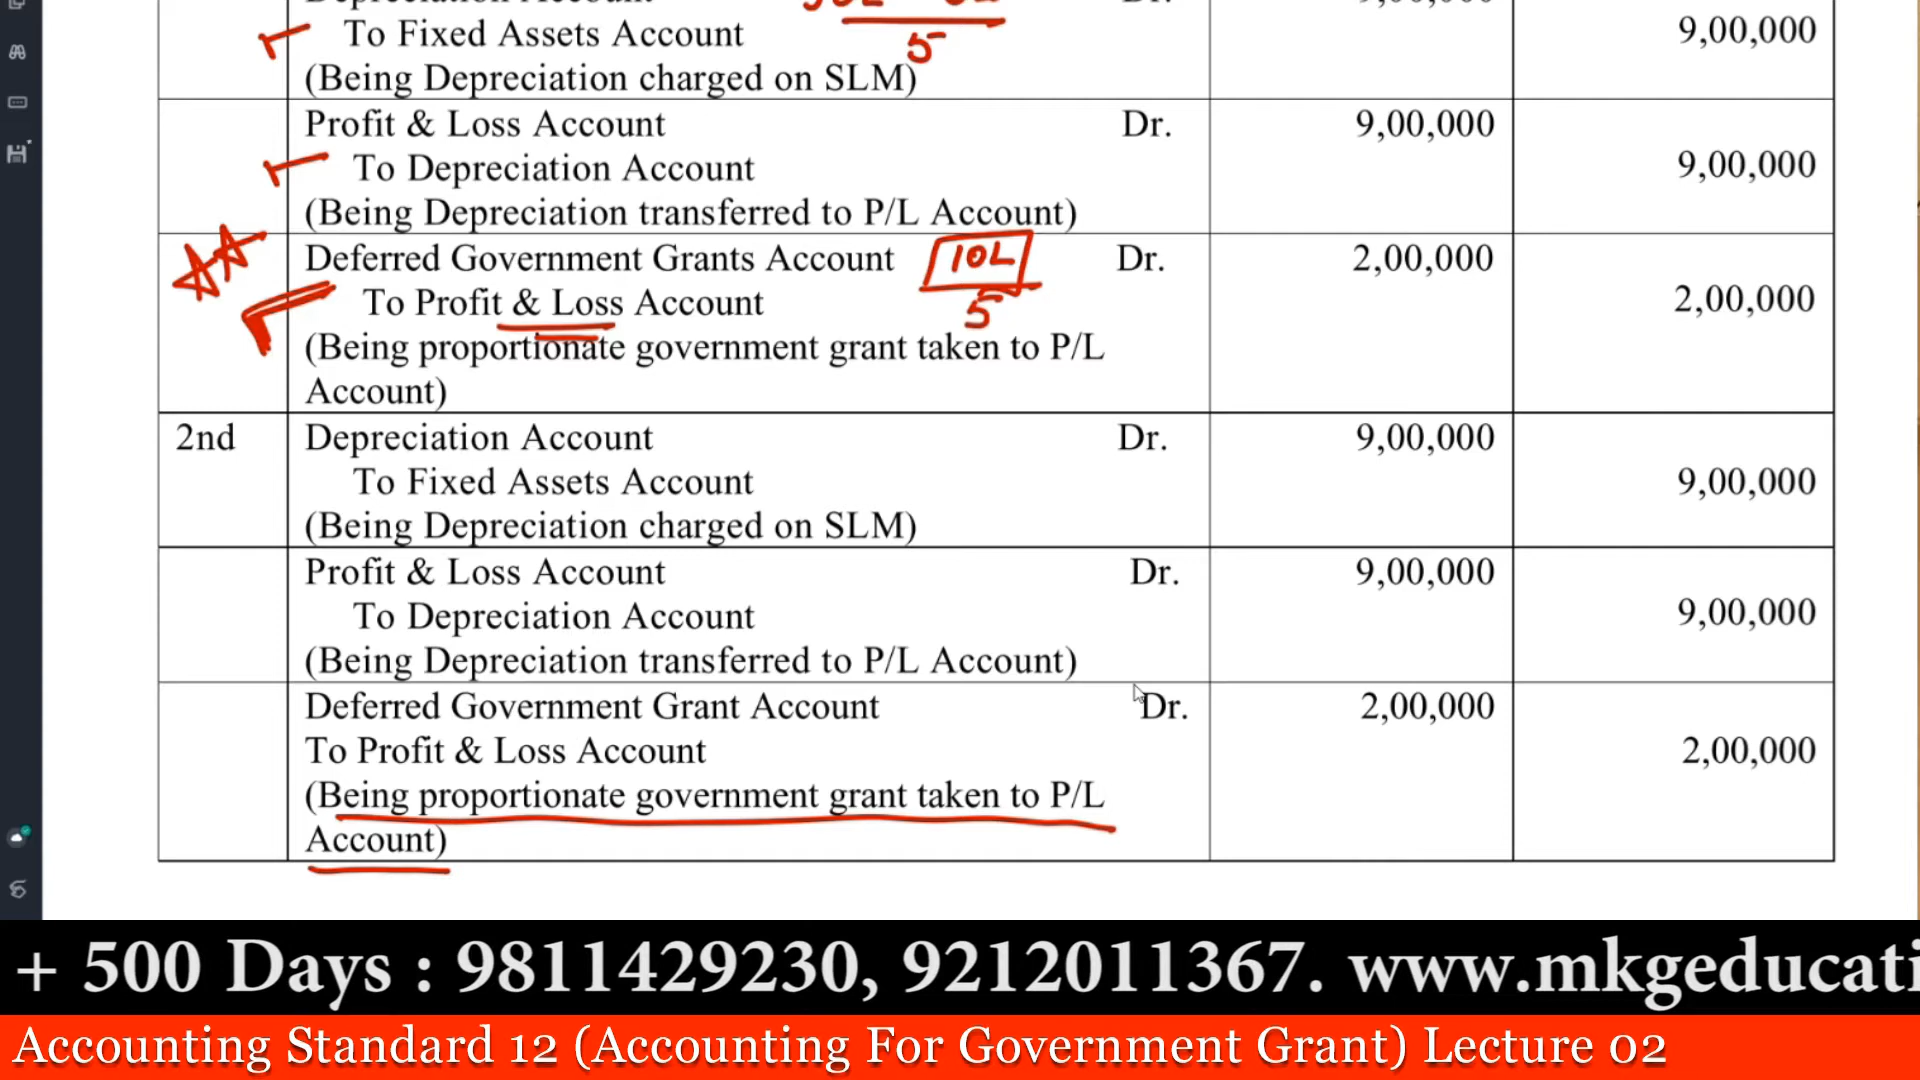 Depreciation Account Dr. 9,00,000
5
To Fixed Assets Account 9,00,000
(Being Depreciation charged on SLM)
Profit & Loss Account Dr. 9,00,000
To Depreciation Account 9,00,000
(Being Depreciation transferred to P/L Account)
Deferred Government Grants Account 10L Dr. 2,00,000
5
To Profit & Loss Account 2,00,000
(Being proportionate government grant taken to P/L
Account)
2nd Depreciation Account Dr. 9,00,000
To Fixed Assets Account 9,00,000
(Being Depreciation charged on SLM)
Profit & Loss Account Dr. 9,00,000
To Depreciation Account 9,00,000
(Being Depreciation transferred to P/L Account)
Deferred Government Grant Account Dr. 2,00,000
To Profit & Loss Account 2,00,000
(Being proportionate government grant taken to P/L
Account)
+ 500 Days : 9811429230, 9212011367. www.mkgeducati
Accounting Standard 12 (Accounting For Government Grant) Lecture 02